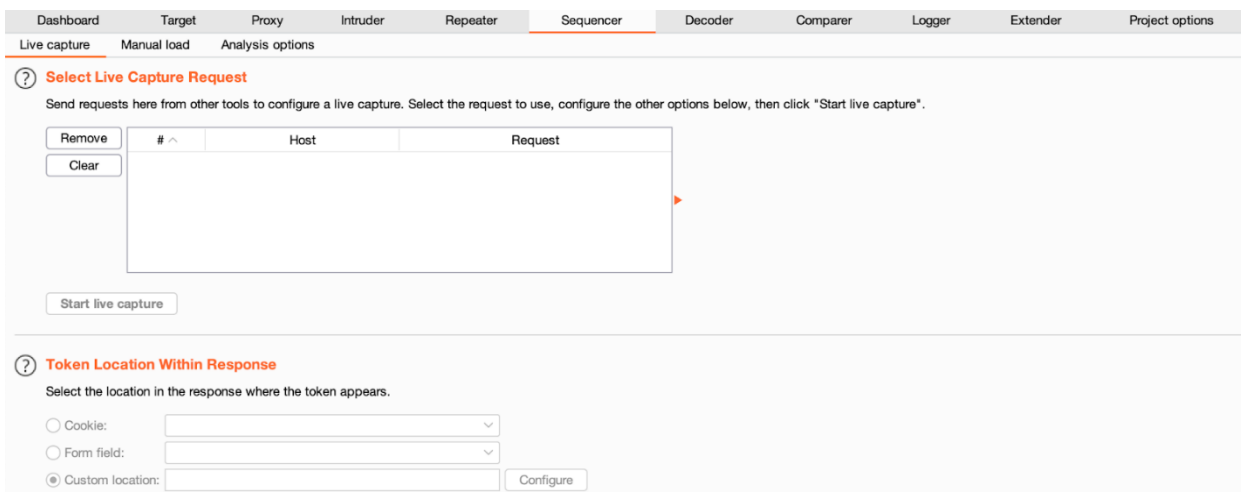 Dashboard Target Proxy Intruder Repeater Sequencer Decoder Comparer Logger Extender Project options
Live capture Manual load Analysis options
? Select Live Capture Request
Send requests here from other tools to configure a live capture. Select the request to use, configure the other options below, then click "Start live capture".
Remove # Host Request
Clear
Start live capture
? Token Location Within Response
Select the location in the response where the token appears.
Cookie:
Form field:
Custom location: Configure